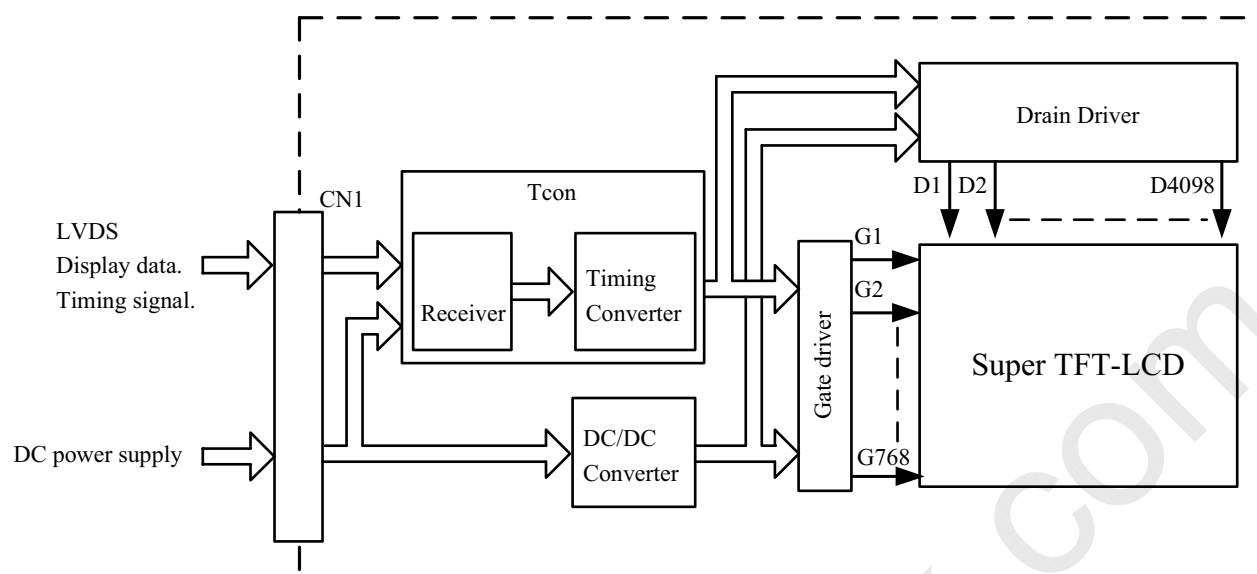 Drain Driver
D1
D2
D4098
CN1
Tcon
LVDS
Display data.
Timing signal.
Receiver
Timing
Converter
G1
G2
Gate driver
Super TFT-LCD
DC power supply
DC/DC
Converter
G768
com